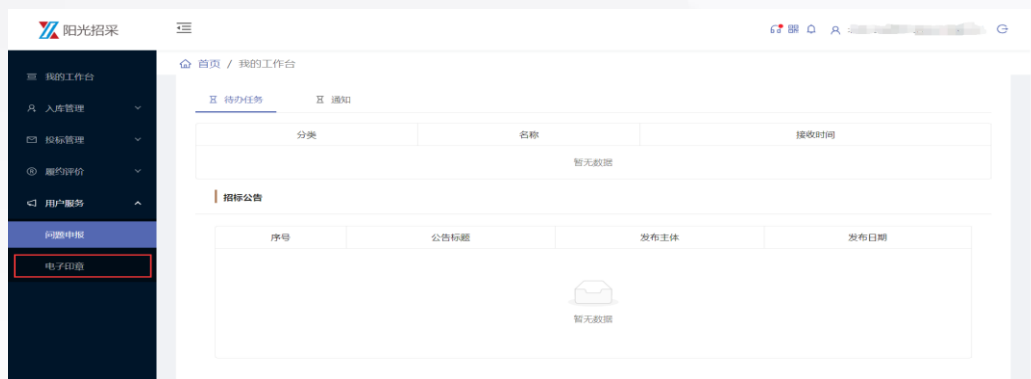 阳光招采
首页 / 我的工作台
我的工作台
入库管理
投标管理
履约评价
用户服务
问题申报
电子印章
待办任务 通知
分类 名称 接收时间
暂无数据
招标公告
序号 公告标题 发布主体 发布日期
暂无数据